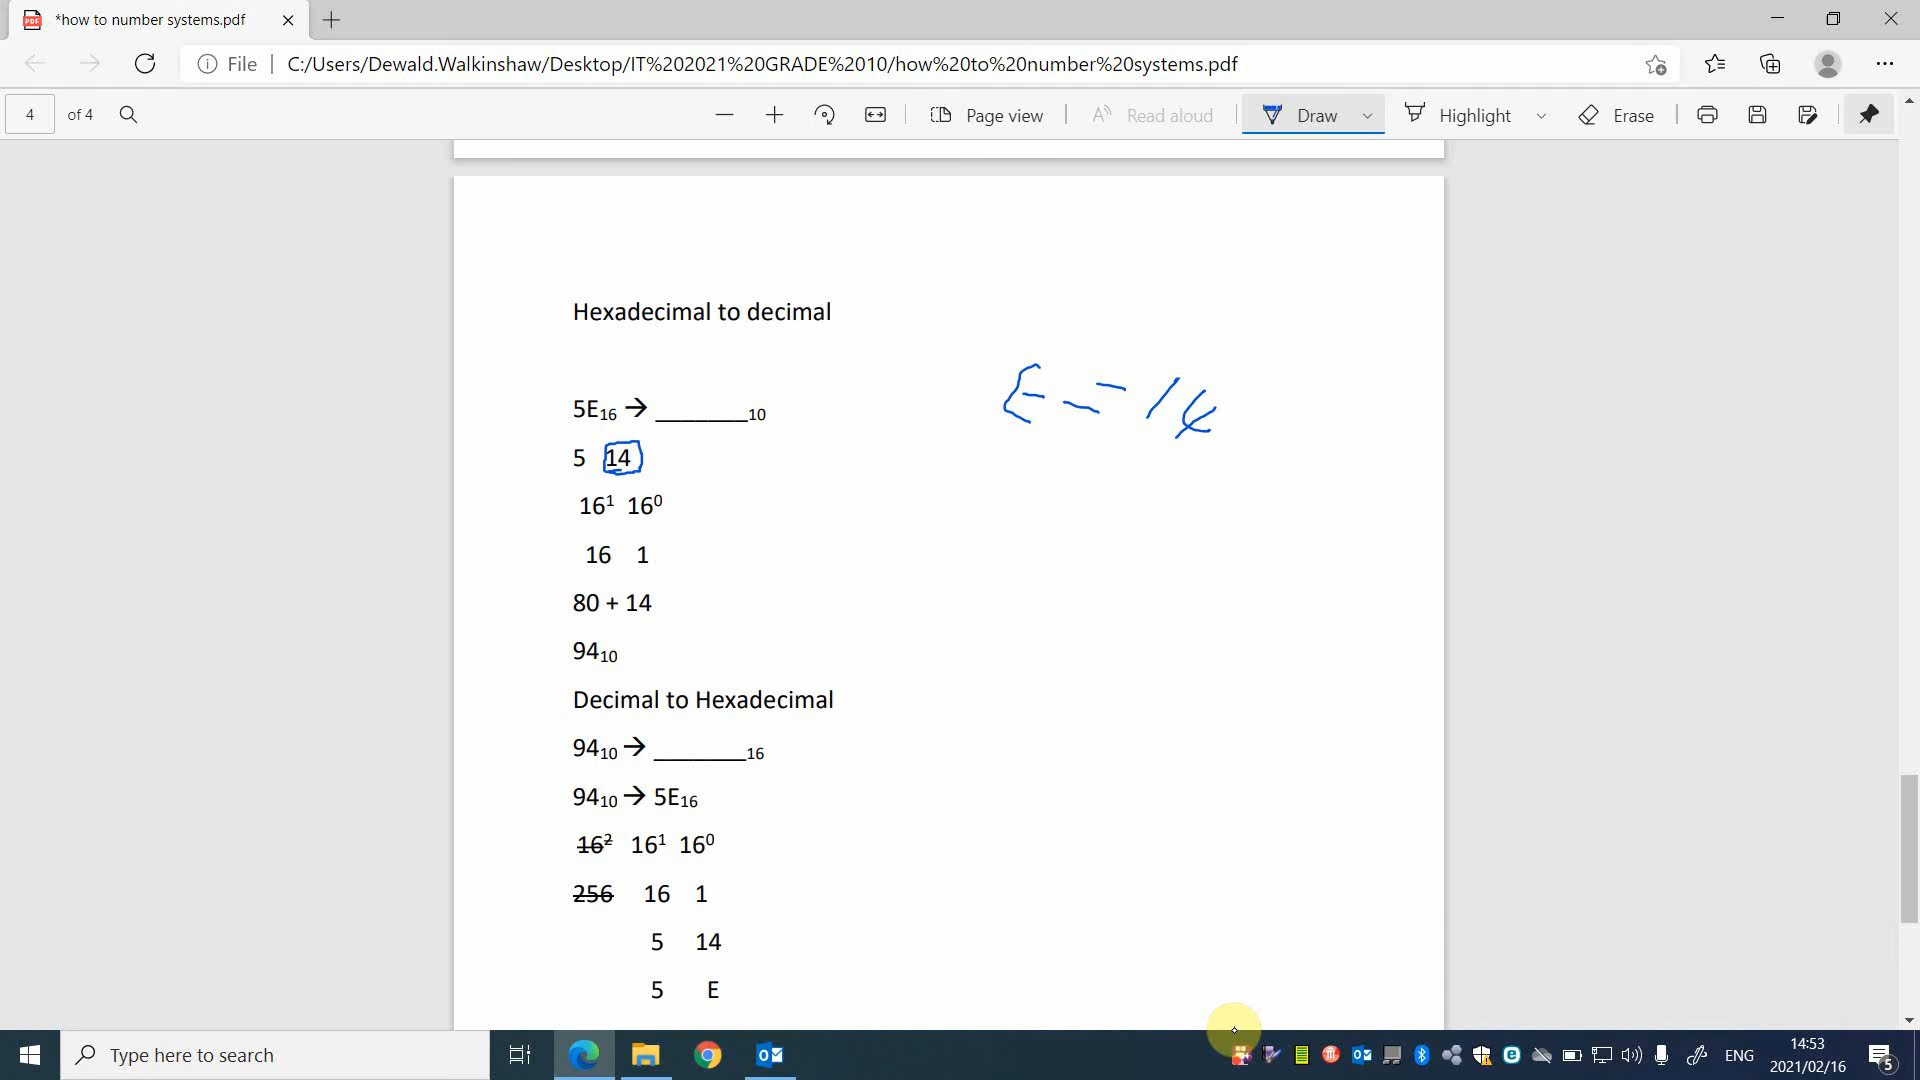 *how to number systems.pdf
File | C:/Users/Dewald.Walkinshaw/Desktop/IT%202021%20GRADE%2010/how%20to%20number%20systems.pdf
4 of 4 Page view Read aloud Draw Highlight Erase
Hexadecimal to decimal
E = 14
5E₁₆ → ________₁₀
5 14
16¹ 16⁰
16 1
80 + 14
94₁₀
Decimal to Hexadecimal
94₁₀ → ________₁₆
94₁₀ → 5E₁₆
16² 16¹ 16⁰
256 16 1
5 14
5 E
Type here to search
ENG
14:53
2021/02/16
5